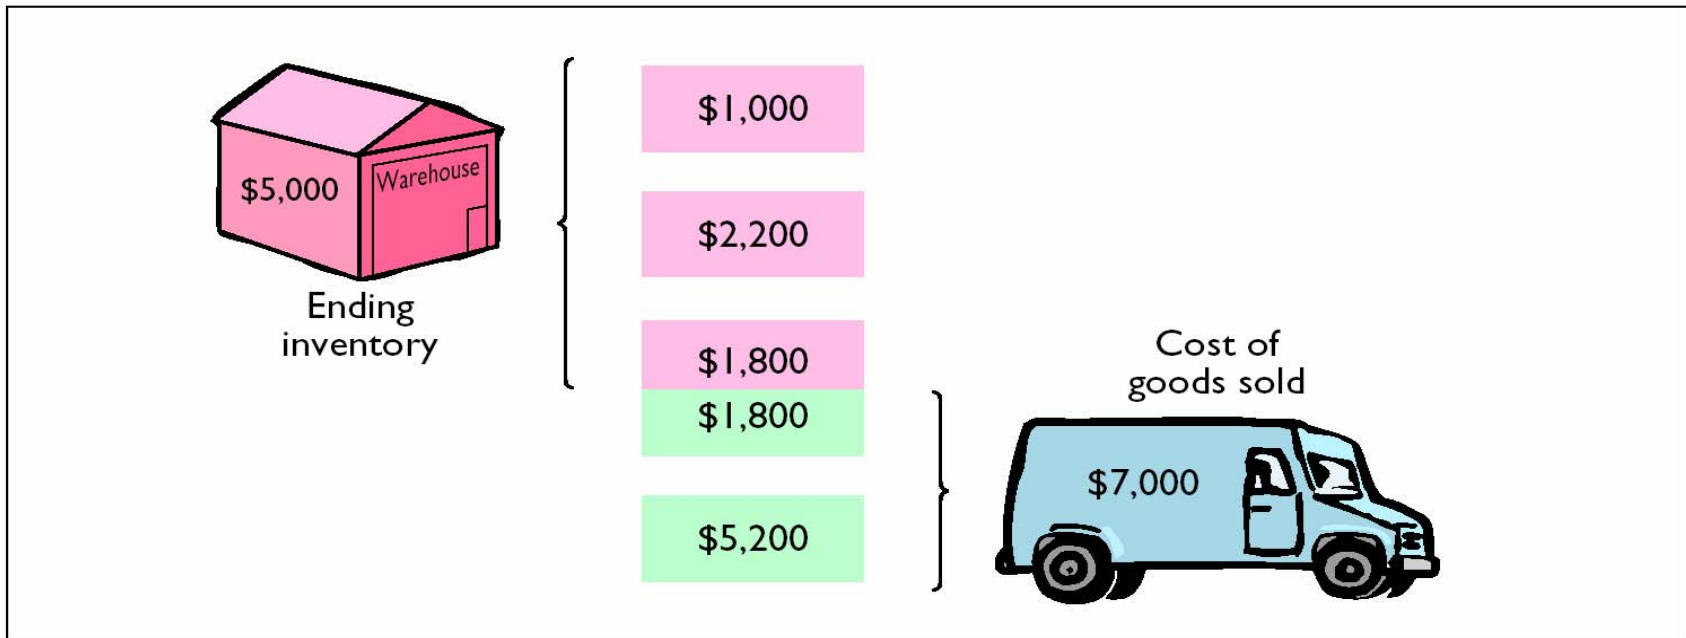 $1,000
$5,000
Warehouse
$2,200
Ending
inventory
$1,800
$1,800
Cost of
goods sold
$7,000
$5,200